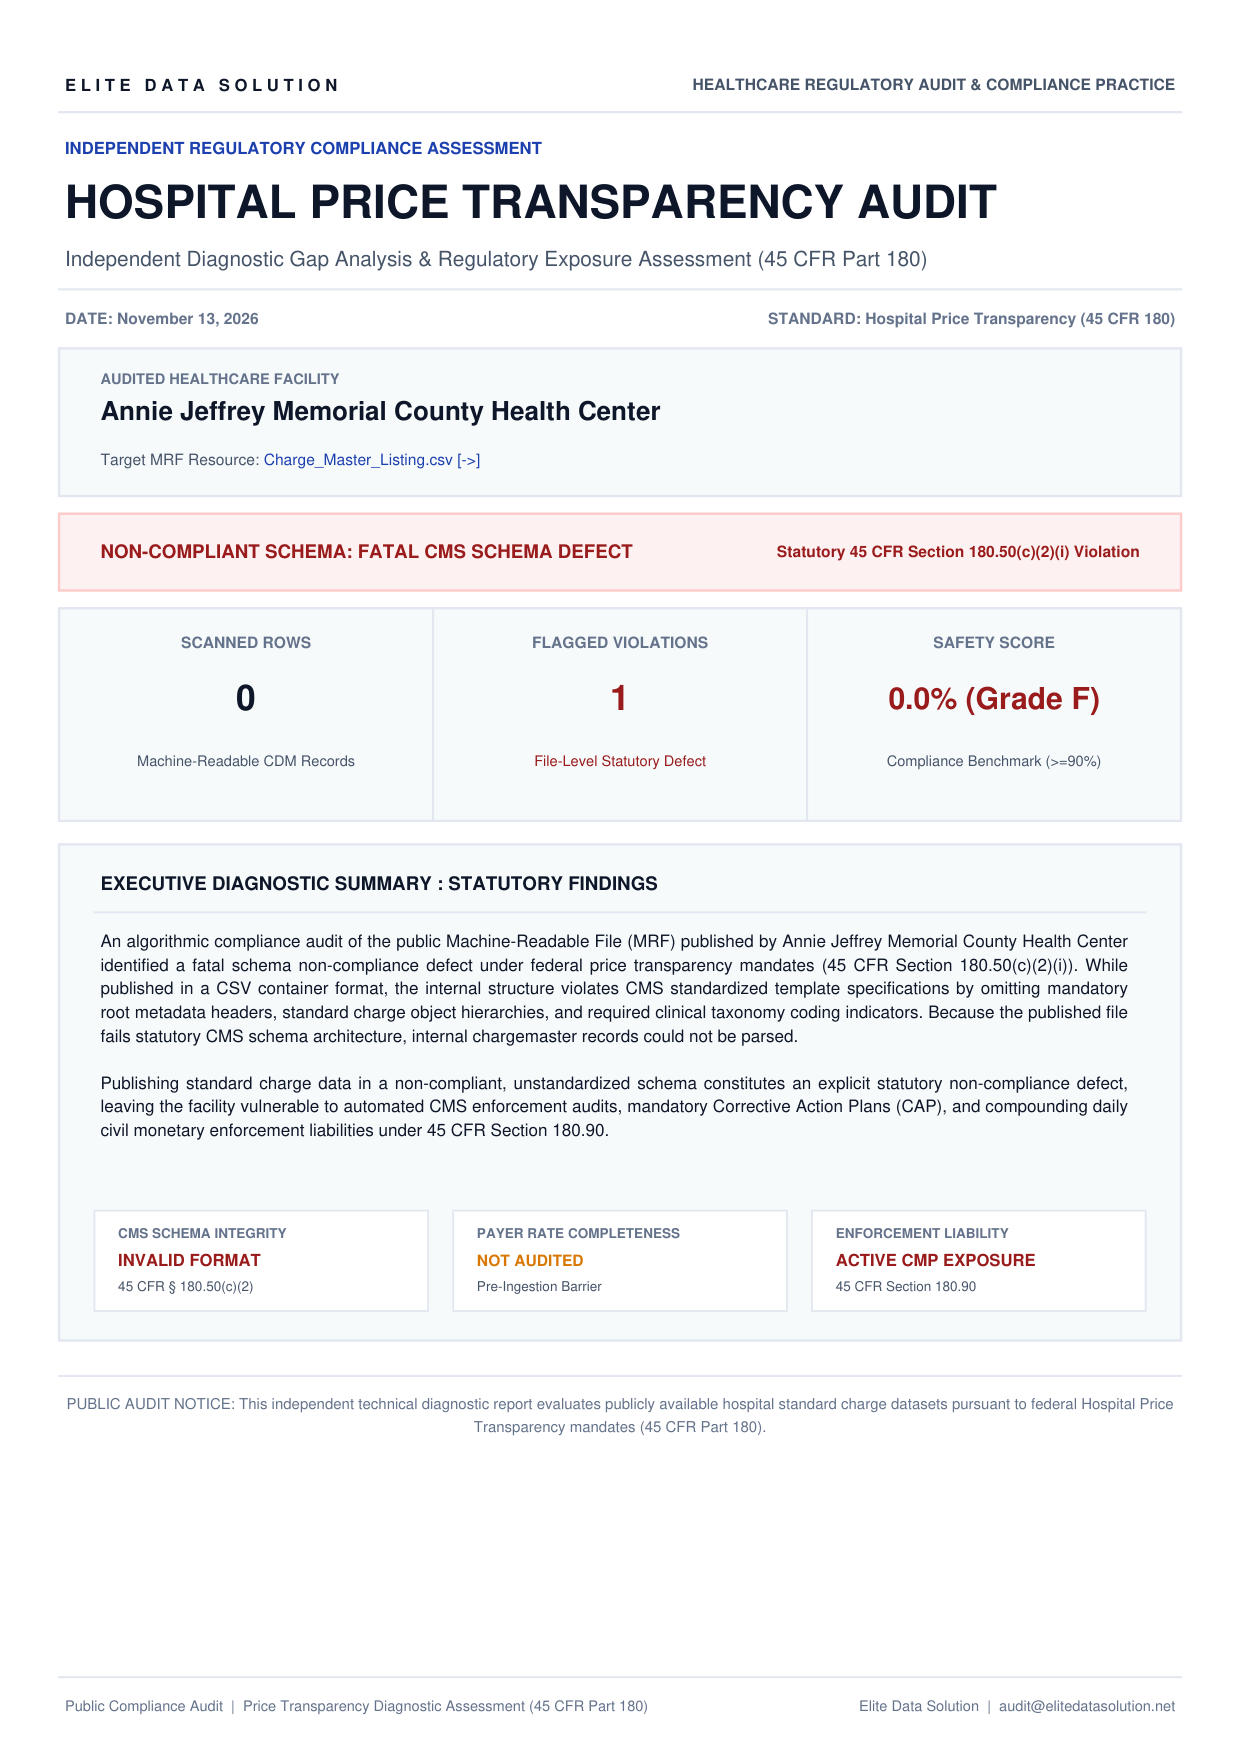 ELITE DATA SOLUTION
HEALTHCARE REGULATORY AUDIT & COMPLIANCE PRACTICE
INDEPENDENT REGULATORY COMPLIANCE ASSESSMENT
HOSPITAL PRICE TRANSPARENCY AUDIT
Independent Diagnostic Gap Analysis & Regulatory Exposure Assessment (45 CFR Part 180)
DATE: November 13, 2026
STANDARD: Hospital Price Transparency (45 CFR 180)
AUDITED HEALTHCARE FACILITY
Annie Jeffrey Memorial County Health Center
Target MRF Resource: Charge_Master_Listing.csv [->]
NON-COMPLIANT SCHEMA: FATAL CMS SCHEMA DEFECT
Statutory 45 CFR Section 180.50(c)(2)(i) Violation
SCANNED ROWS
0
Machine-Readable CDM Records
FLAGGED VIOLATIONS
1
File-Level Statutory Defect
SAFETY SCORE
0.0% (Grade F)
Compliance Benchmark (>=90%)
EXECUTIVE DIAGNOSTIC SUMMARY : STATUTORY FINDINGS
An algorithmic compliance audit of the public Machine-Readable File (MRF) published by Annie Jeffrey Memorial County Health Center
identified a fatal schema non-compliance defect under federal price transparency mandates (45 CFR Section 180.50(c)(2)(i)). While
published in a CSV container format, the internal structure violates CMS standardized template specifications by omitting mandatory
root metadata headers, standard charge object hierarchies, and required clinical taxonomy coding indicators. Because the published file
fails statutory CMS schema architecture, internal chargemaster records could not be parsed.
Publishing standard charge data in a non-compliant, unstandardized schema constitutes an explicit statutory non-compliance defect,
leaving the facility vulnerable to automated CMS enforcement audits, mandatory Corrective Action Plans (CAP), and compounding daily
civil monetary enforcement liabilities under 45 CFR Section 180.90.
CMS SCHEMA INTEGRITY
INVALID FORMAT
45 CFR § 180.50(c)(2)
PAYER RATE COMPLETENESS
NOT AUDITED
Pre-Ingestion Barrier
ENFORCEMENT LIABILITY
ACTIVE CMP EXPOSURE
45 CFR Section 180.90
PUBLIC AUDIT NOTICE: This independent technical diagnostic report evaluates publicly available hospital standard charge datasets pursuant to federal Hospital Price
Transparency mandates (45 CFR Part 180).
Public Compliance Audit | Price Transparency Diagnostic Assessment (45 CFR Part 180)
Elite Data Solution | audit@elitedatasolution.net